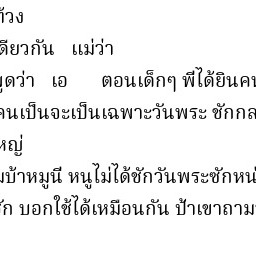 ท้วง
ดียวกัน แม่ว่า
พูดว่า เอ ตอนเด็กๆ พี่ได้ยินคน
คนเป็นจะเป็นเฉพาะวันพระ ชักกล
หญ่
มบ้าหมูนี่ หนูไม่ได้ชักวันพระซักหน่
ชัก บอกใช้ได้เหมือนกัน ป้าเขาถาม